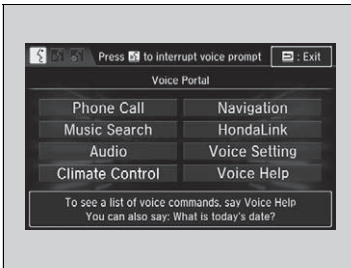 Press to interrupt voice prompt
: Exit
Voice Portal
Phone Call
Navigation
Music Search
HondaLink
Audio
Voice Setting
Climate Control
Voice Help
To see a list of voice commands, say Voice Help
You can also say: What is today's date?